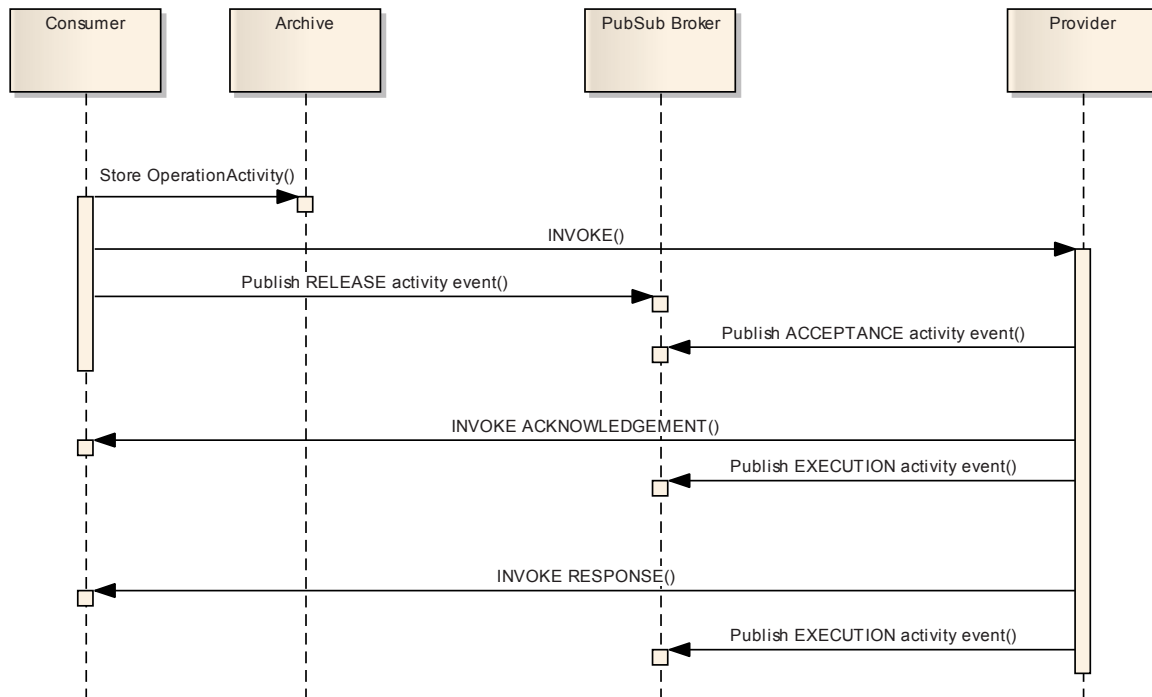 Consumer
Archive
PubSub Broker
Provider
Store OperationActivity()
INVOKE()
Publish RELEASE activity event()
Publish ACCEPTANCE activity event()
INVOKE ACKNOWLEDGEMENT()
Publish EXECUTION activity event()
INVOKE RESPONSE()
Publish EXECUTION activity event()